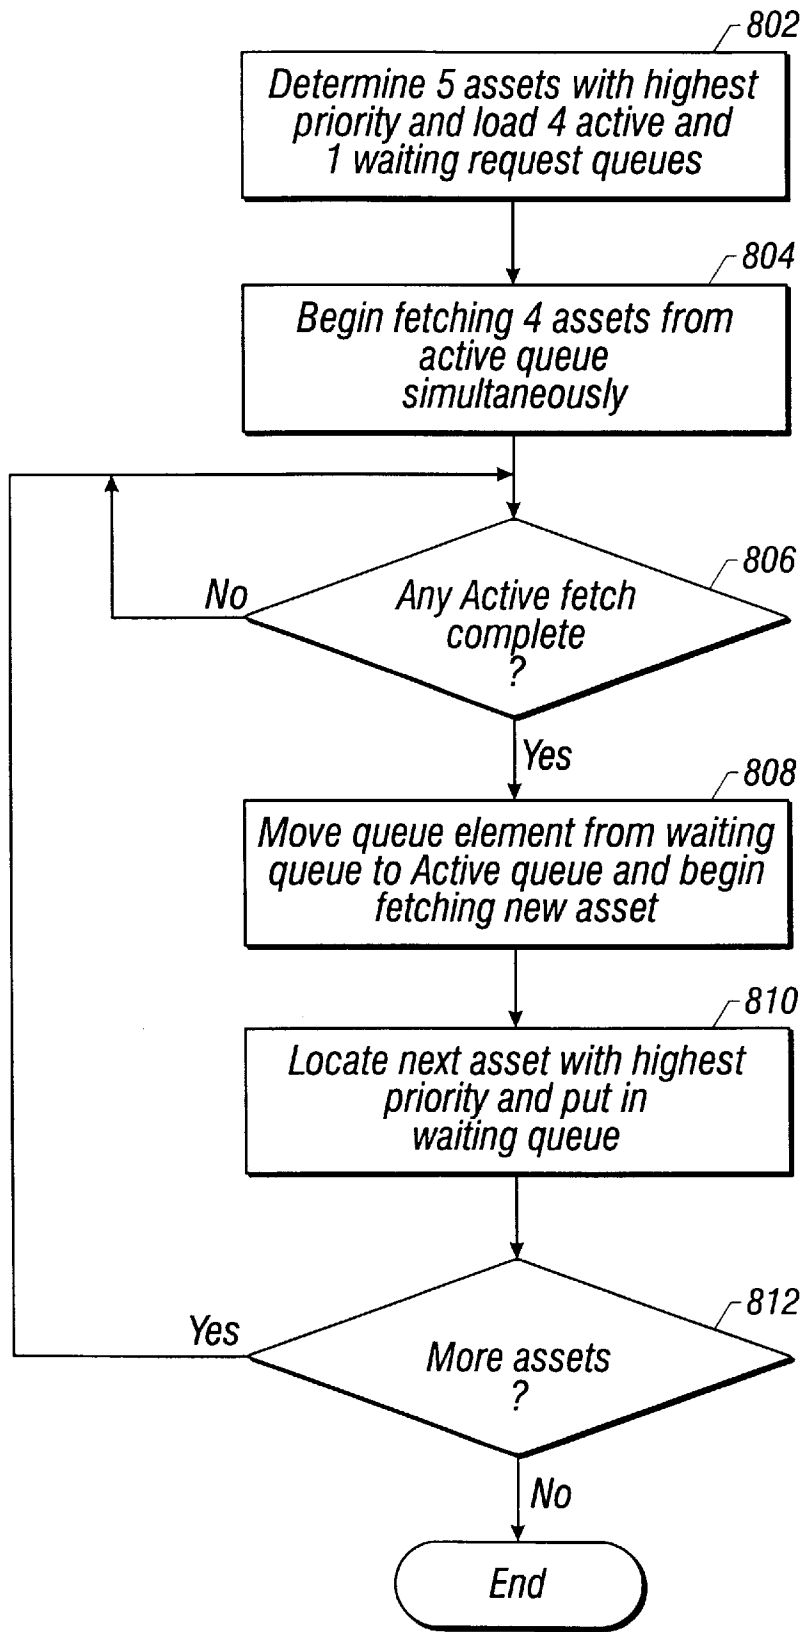 802
Determine 5 assets with highest
priority and load 4 active and
1 waiting request queues
804
Begin fetching 4 assets from
active queue
simultaneously
806
No
Any Active fetch
complete
?
Yes
808
Move queue element from waiting
queue to Active queue and begin
fetching new asset
810
Locate next asset with highest
priority and put in
waiting queue
812
Yes
More assets
?
No
End